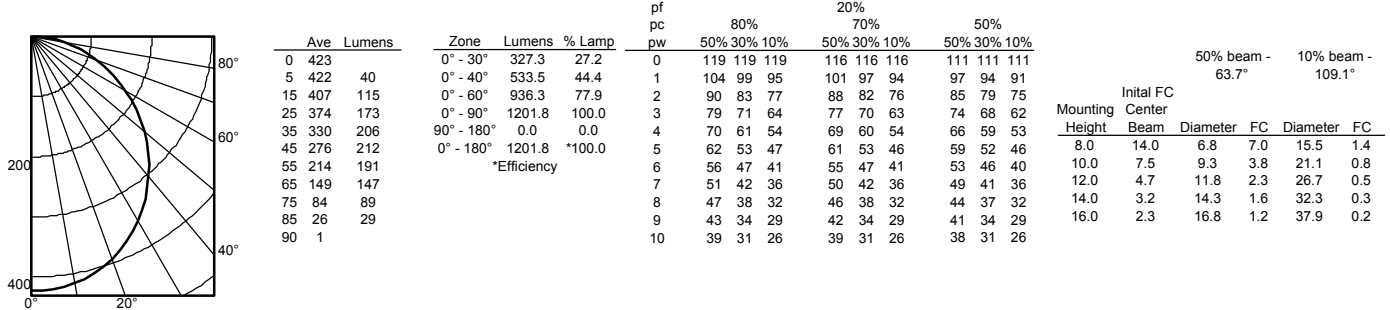 80°
60°
40°
200
400
0° 20°
Ave Lumens
0 423
5 422 40
15 407 115
25 374 173
35 330 206
45 276 212
55 214 191
65 149 147
75 84 89
85 26 29
90 1
Zone Lumens % Lamp
0° - 30° 327.3 27.2
0° - 40° 533.5 44.4
0° - 60° 936.3 77.9
0° - 90° 1201.8 100.0
90° - 180° 0.0 0.0
0° - 180° 1201.8 *100.0
*Efficiency
pf 20%
pc 80% 70% 50%
pw 50% 30% 10% 50% 30% 10% 50% 30% 10%
0 119 119 119 116 116 116 111 111 111
1 104 99 95 101 97 94 97 94 91
2 90 83 77 88 82 76 85 79 75
3 79 71 64 77 70 63 74 68 62
4 70 61 54 69 60 54 66 59 53
5 62 53 47 61 53 46 59 52 46
6 56 47 41 55 47 41 53 46 40
7 51 42 36 50 42 36 49 41 36
8 47 38 32 46 38 32 44 37 32
9 43 34 29 42 34 29 41 34 29
10 39 31 26 39 31 26 38 31 26
50% beam - 10% beam -
63.7° 109.1°
Inital FC
Mounting Center
Height Beam Diameter FC Diameter FC
8.0 14.0 6.8 7.0 15.5 1.4
10.0 7.5 9.3 3.8 21.1 0.8
12.0 4.7 11.8 2.3 26.7 0.5
14.0 3.2 14.3 1.6 32.3 0.3
16.0 2.3 16.8 1.2 37.9 0.2